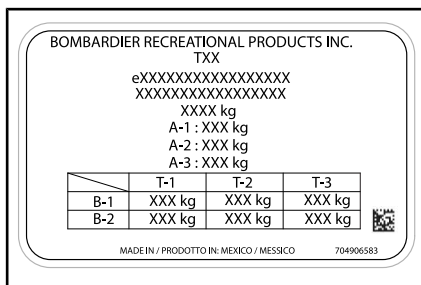 BOMBARDIER RECREATIONAL PRODUCTS INC.
TXX
eXXXXXXXXXXXXXXXXX
XXXXXXXXXXXXXXXXX
XXXX kg
A-1 : XXX kg
A-2 : XXX kg
A-3 : XXX kg
T-1 T-2 T-3
B-1 XXX kg XXX kg XXX kg
B-2 XXX kg XXX kg XXX kg
MADE IN / PRODOTTO IN: MEXICO / MESSICO 704906583